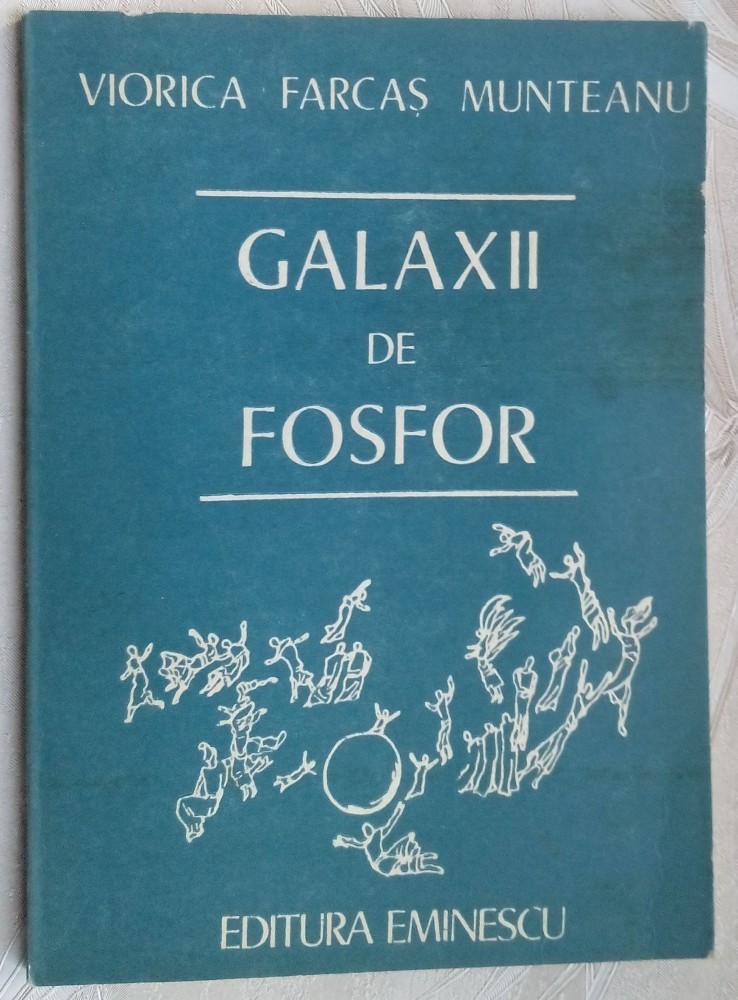 VIORICA FARCAȘ MUNTEANU
GALAXII
DE
FOSFOR
EDITURA EMINESCU